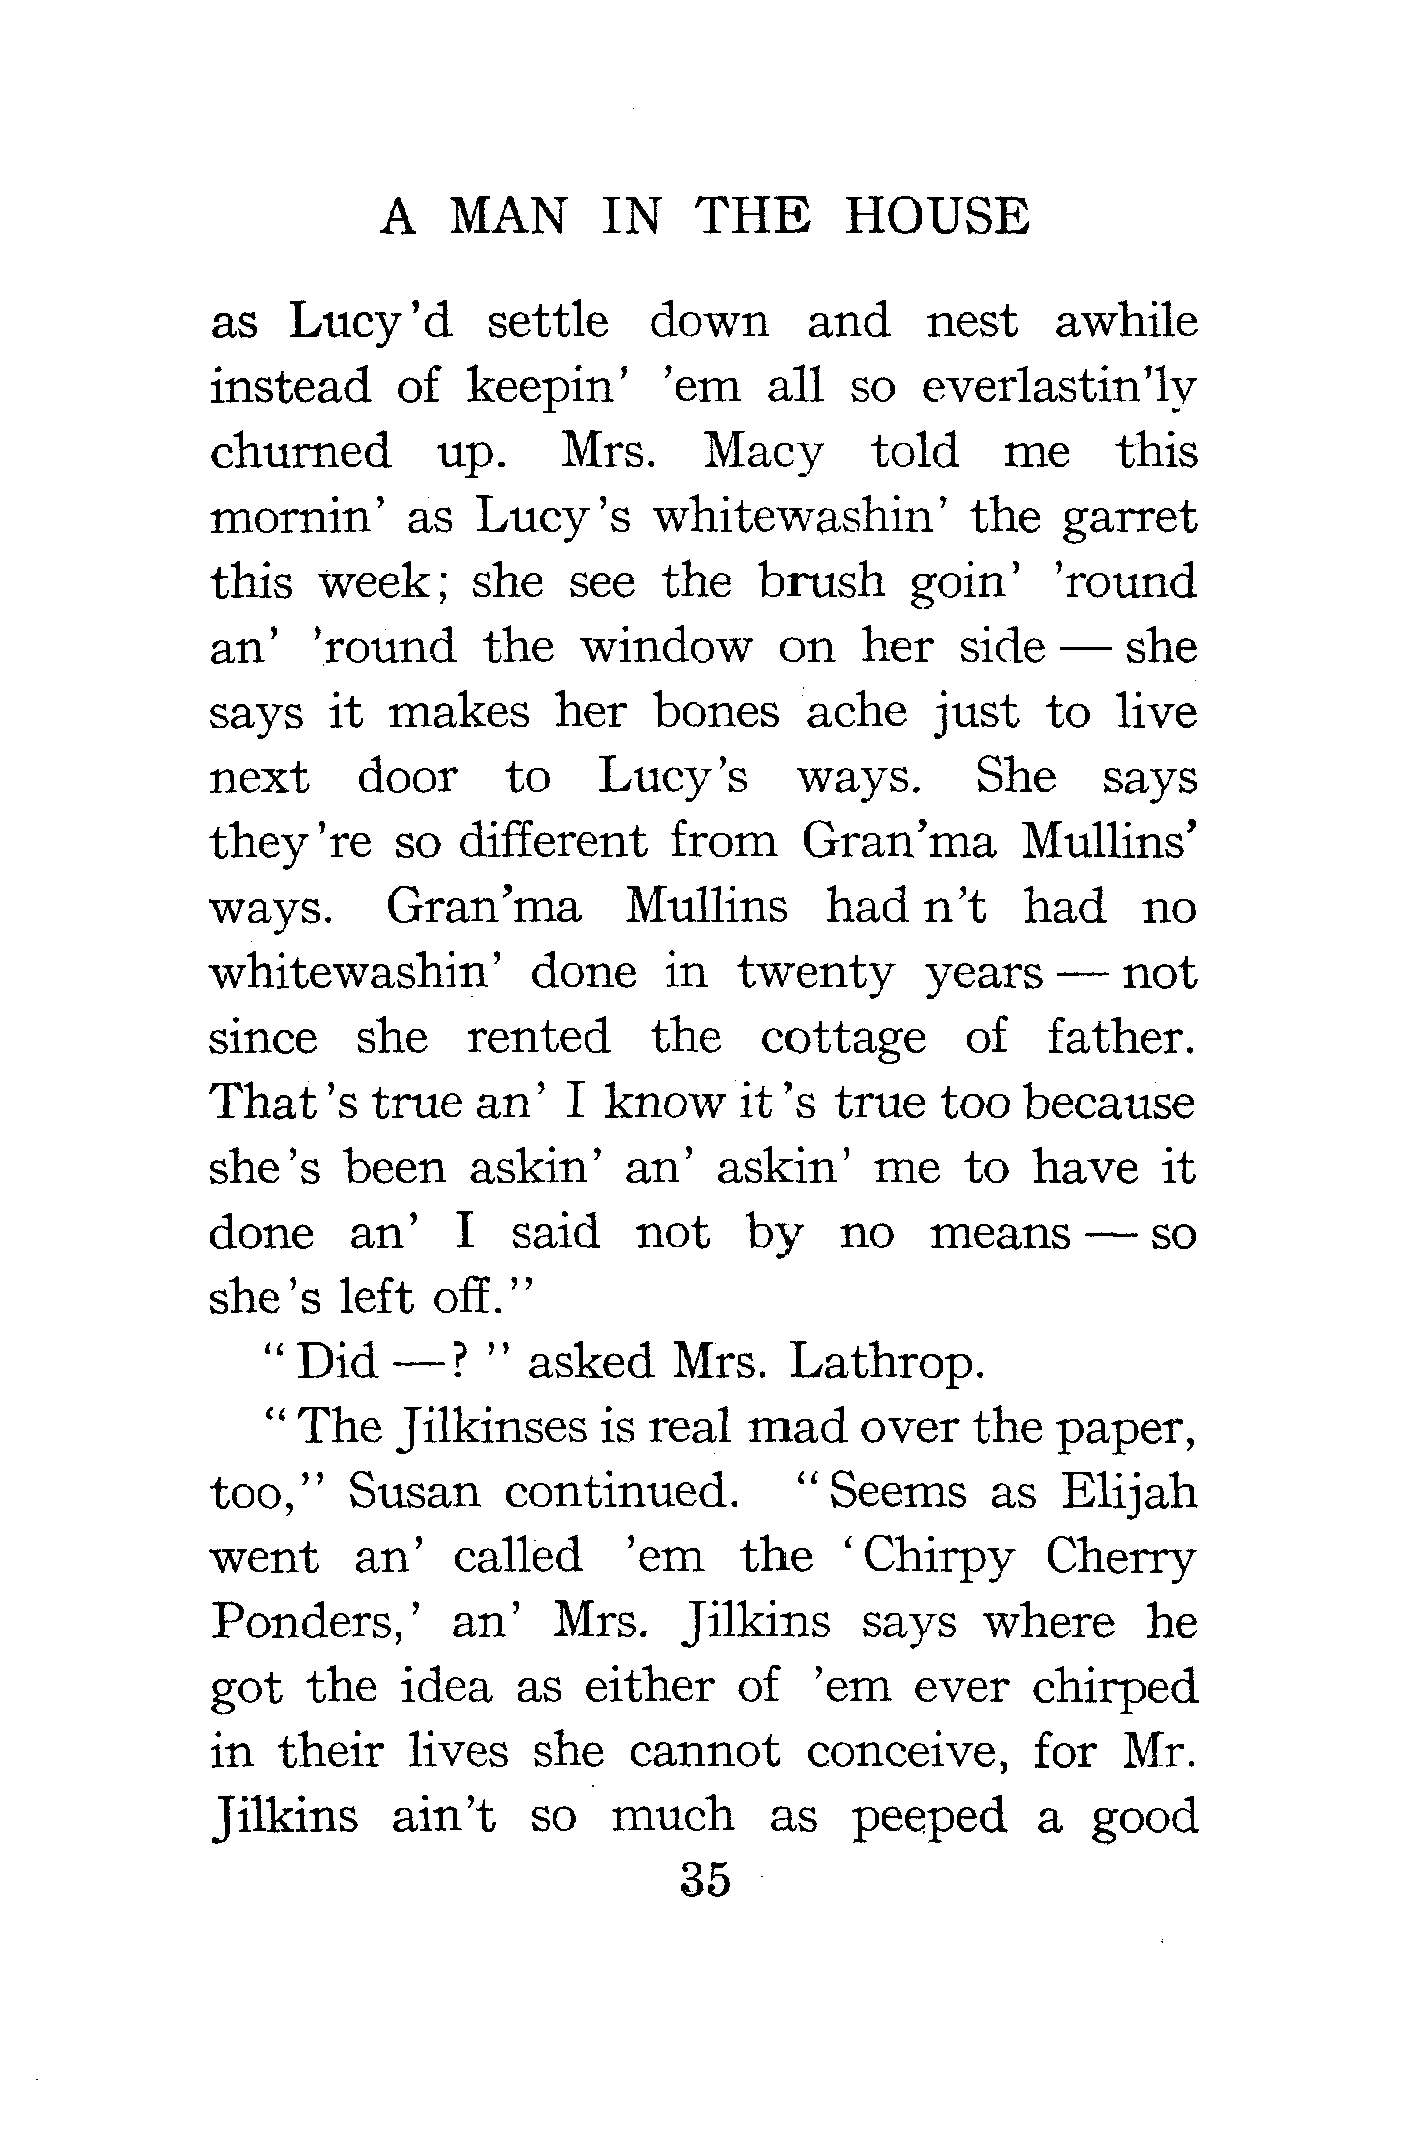 A MAN IN THE HOUSE
as Lucy 'd settle down and nest awhile
instead of keepin' 'em all so everlastin'ly
churned up. Mrs. Macy told me this
mornin' as Lucy 's whitewashin' the garret
this week; she see the brush goin' 'round
an' 'round the window on her side — she
says it makes her bones ache just to live
next door to Lucy's ways. She says
they 're so different from Gran'ma Mullins'
ways. Gran'ma Mullins had n't had no
whitewashin' done in twenty years — not
since she rented the cottage of father.
That 's true an' I know it 's true too because
she 's been askin' an' askin' me to have it
done an' I said not by no means — so
she 's left off."
"Did —? " asked Mrs. Lathrop.
"The Jilkinses is real mad over the paper,
too," Susan continued. "Seems as Elijah
went an' called 'em the 'Chirpy Cherry
Ponders,' an' Mrs. Jilkins says where he
got the idea as either of 'em ever chirped
in their lives she cannot conceive, for Mr.
Jilkins ain't so much as peeped a good
35